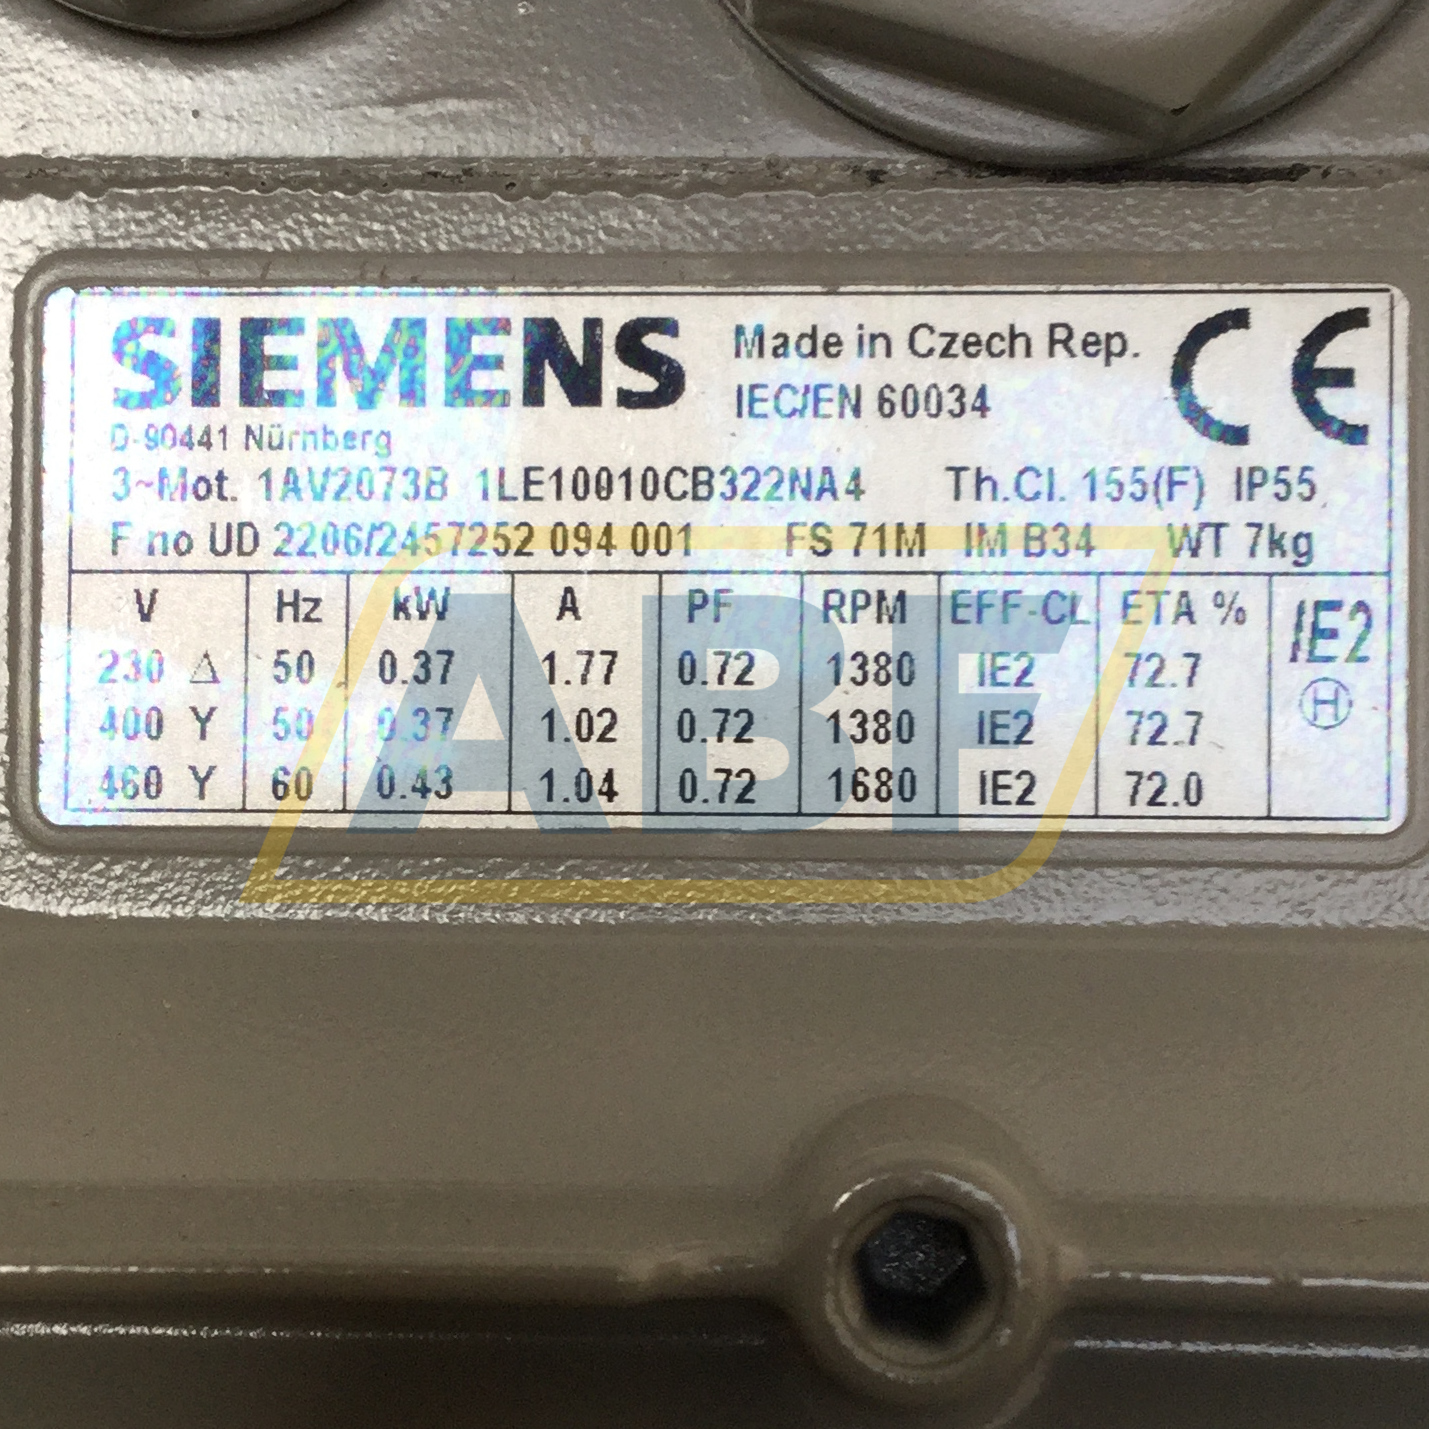 SIEMENS
Made in Czech Rep.
CE
IEC/EN 60034
D-90441 Nürnberg
3~Mot. 1AV2073B 1LE10010CB322NA4 Th.Cl. 155(F) IP55
F no UD 2206/2457252 094 001 FS 71M IM B34 WT 7kg
V Hz kW A PF RPM EFF-CL ETA % IE2
230 Δ 50 0.37 1.77 0.72 1380 IE2 72.7 H
400 Y 50 0.37 1.02 0.72 1380 IE2 72.7
460 Y 60 0.43 1.04 0.72 1680 IE2 72.0
ABF